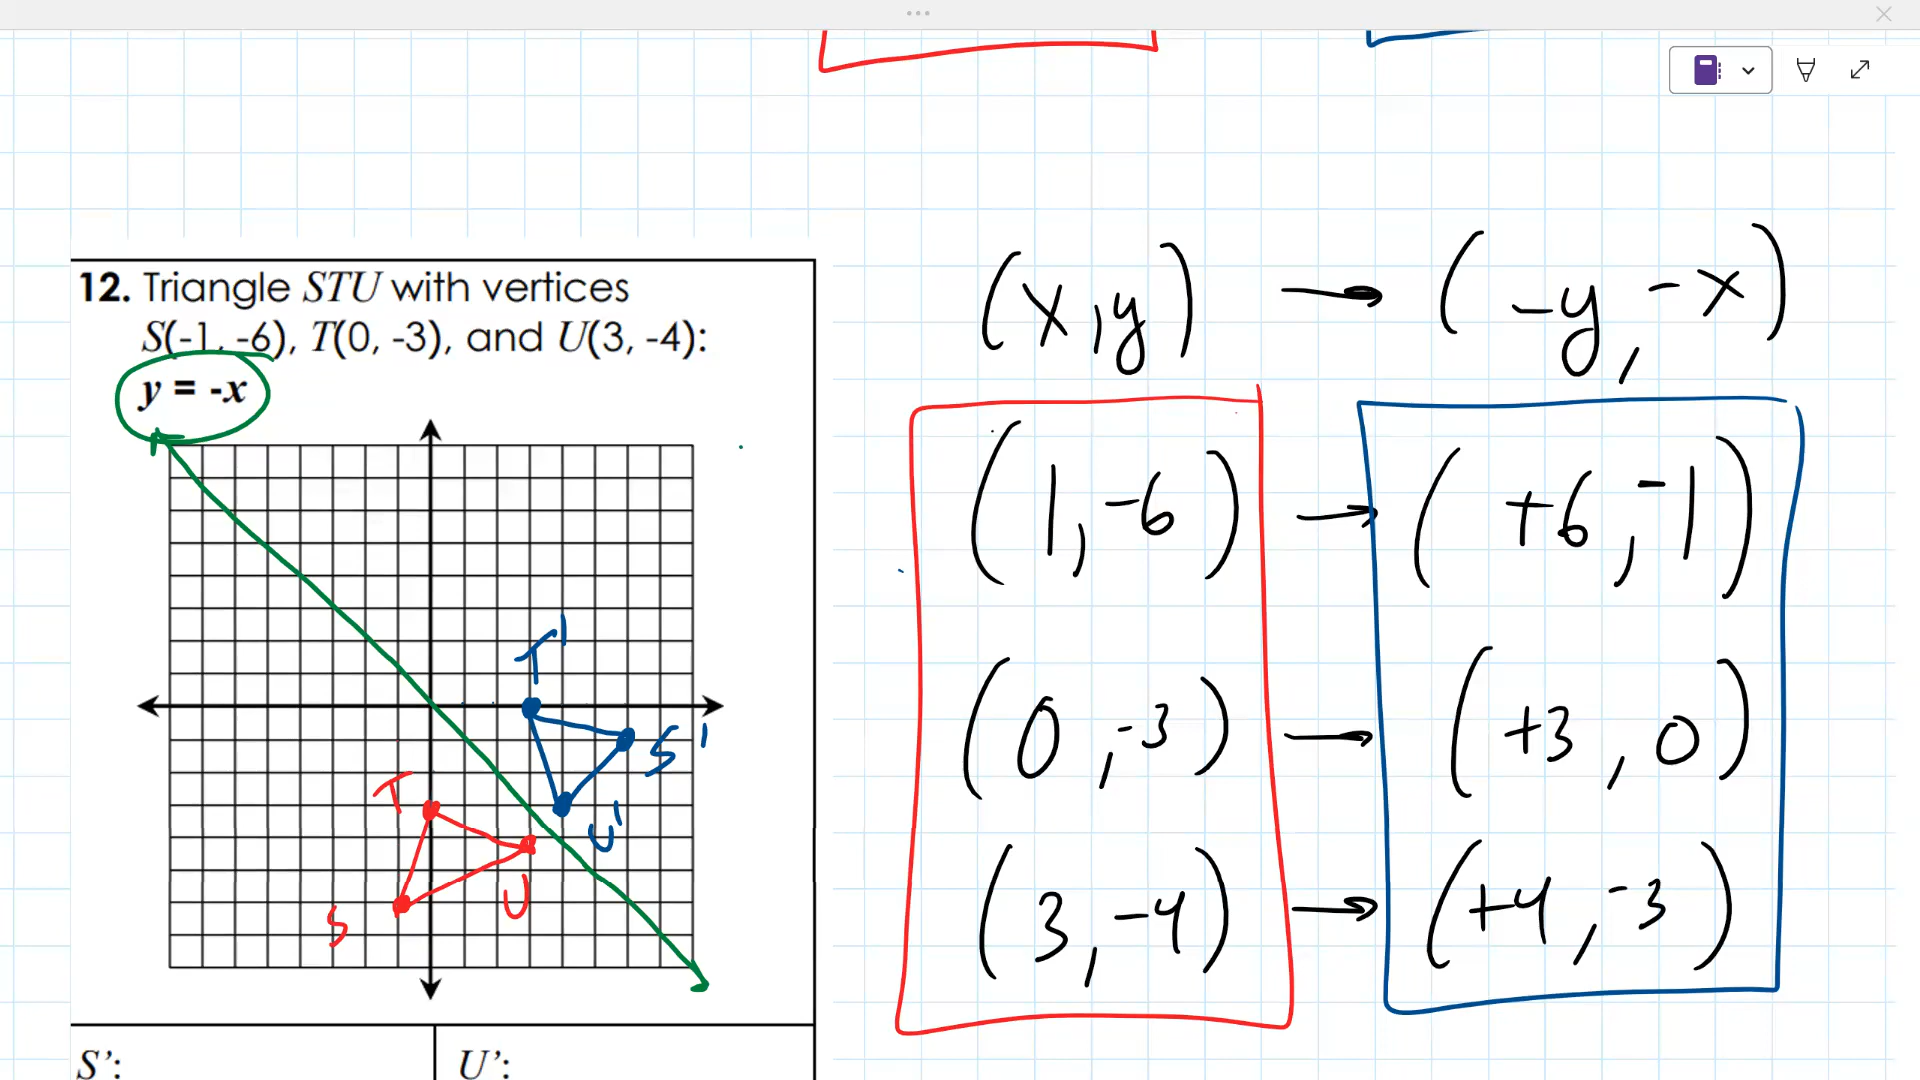 12. Triangle STU with vertices
S(-1, -6), T(0, -3), and U(3, -4):
y = -x
T'
S'
U'
T
U
S
S’:
U’:
(x,y) → (-y, -x)
(1, -6) → (+6, -1)
(0, -3) → (+3, 0)
(3, -4) → (+4, -3)